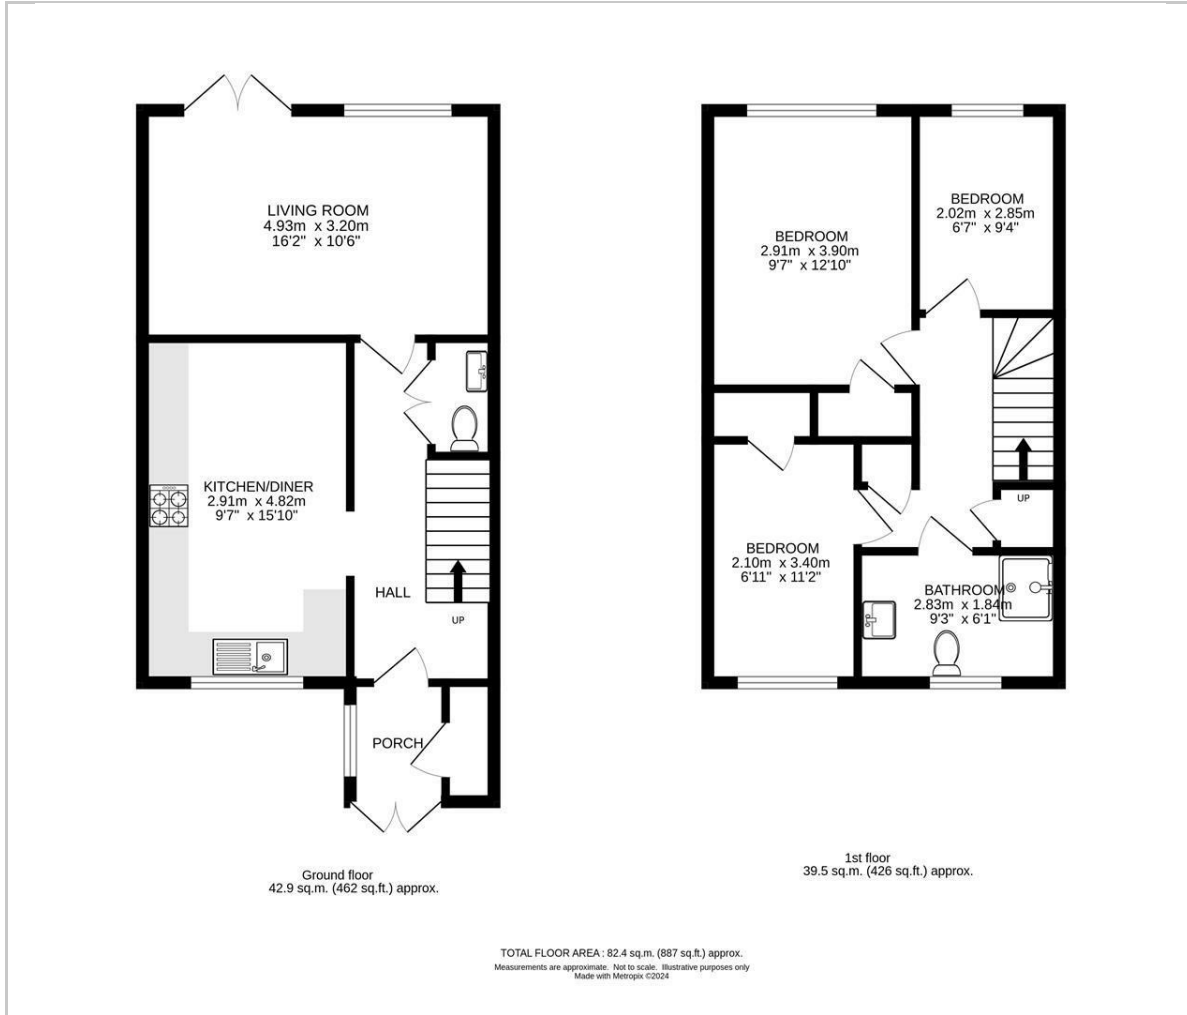 LIVING ROOM
4.93m x 3.20m
16'2" x 10'6"
KITCHEN/DINER
2.91m x 4.82m
9'7" x 15'10"
HALL
UP
PORCH
Ground floor
42.9 sq.m. (462 sq.ft.) approx.
BEDROOM
2.91m x 3.90m
9'7" x 12'10"
BEDROOM
2.02m x 2.85m
6'7" x 9'4"
UP
BEDROOM
2.10m x 3.40m
6'11" x 11'2"
BATHROOM
2.83m x 1.84m
9'3" x 6'1"
1st floor
39.5 sq.m. (426 sq.ft.) approx.
TOTAL FLOOR AREA : 82.4 sq.m. (887 sq.ft.) approx.
Measurements are approximate. Not to scale. Illustrative purposes only
Made with Metropix ©2024